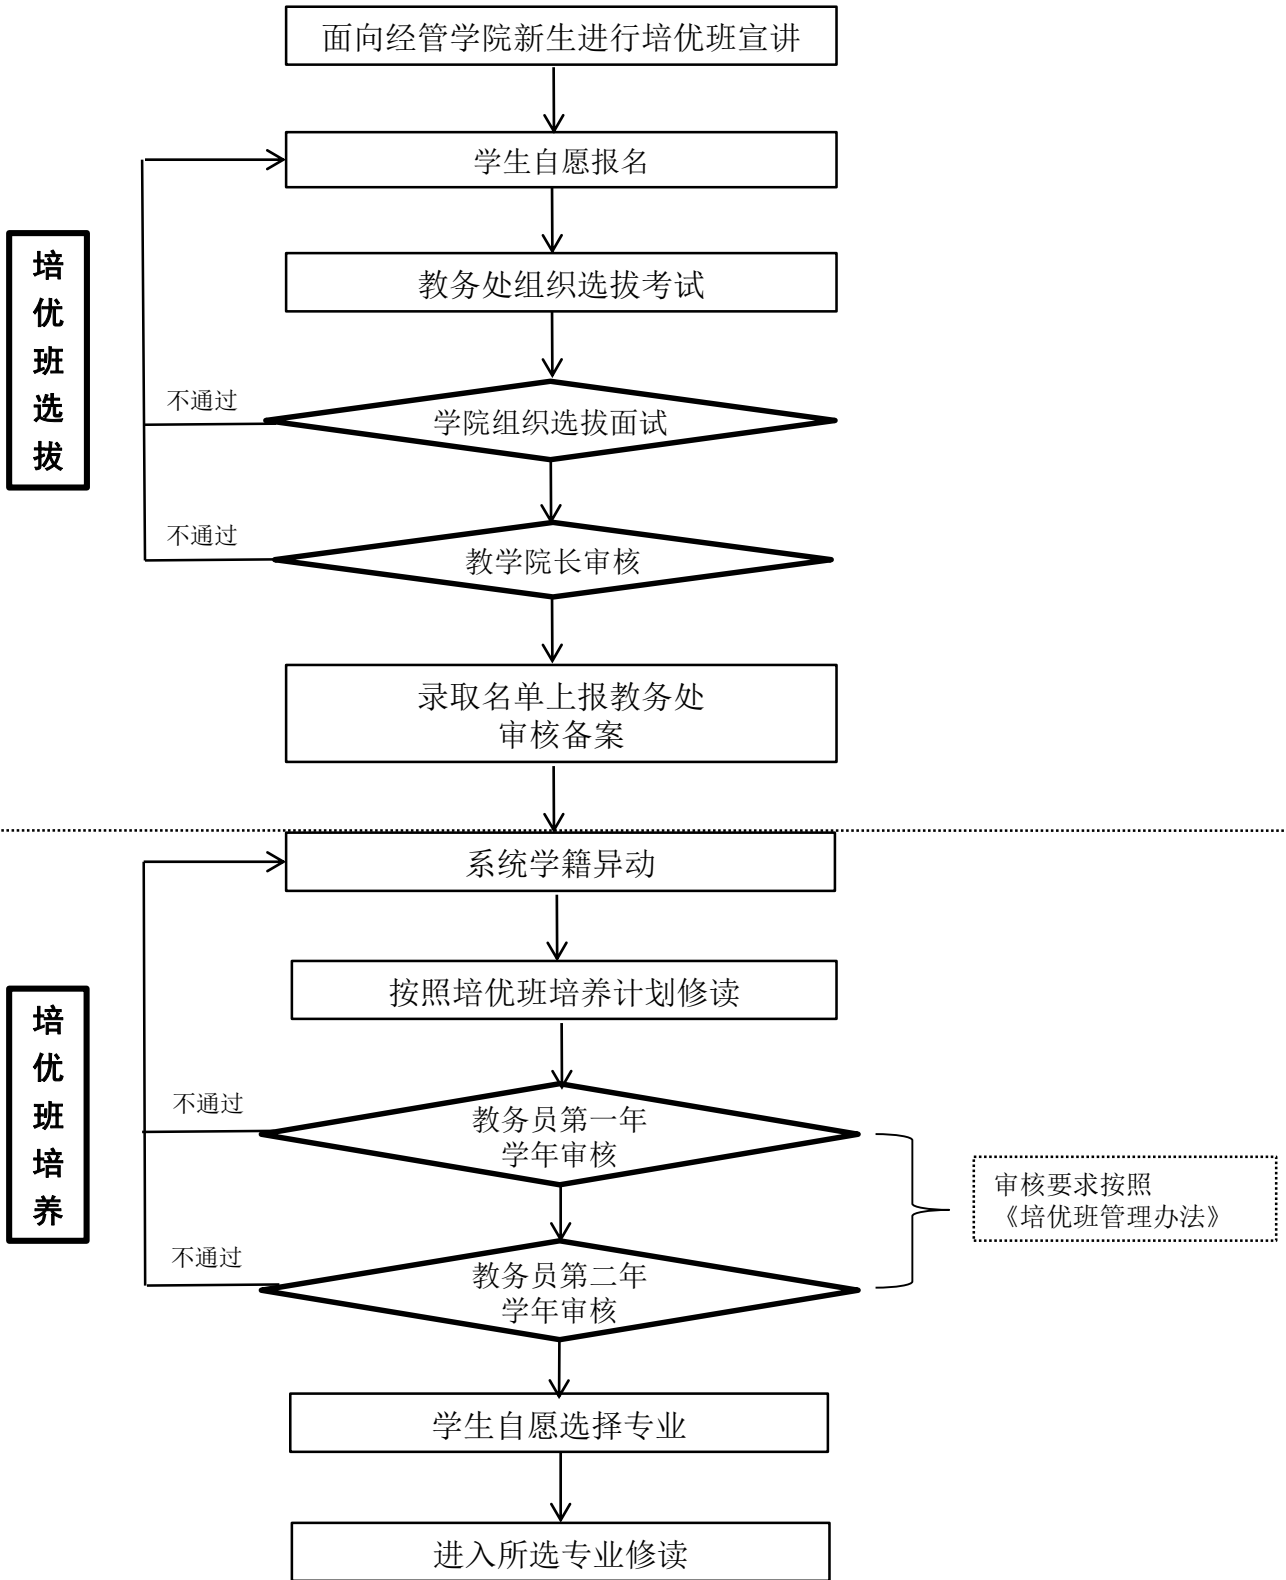 面向经管学院新生进行培优班宣讲
学生自愿报名
教务处组织选拔考试
培
优
班
选
拔
不通过
学院组织选拔面试
不通过
教学院长审核
录取名单上报教务处
审核备案
系统学籍异动
按照培优班培养计划修读
培
优
班
培
养
不通过
教务员第一年
学年审核
审核要求按照
《培优班管理办法》
不通过
教务员第二年
学年审核
学生自愿选择专业
进入所选专业修读